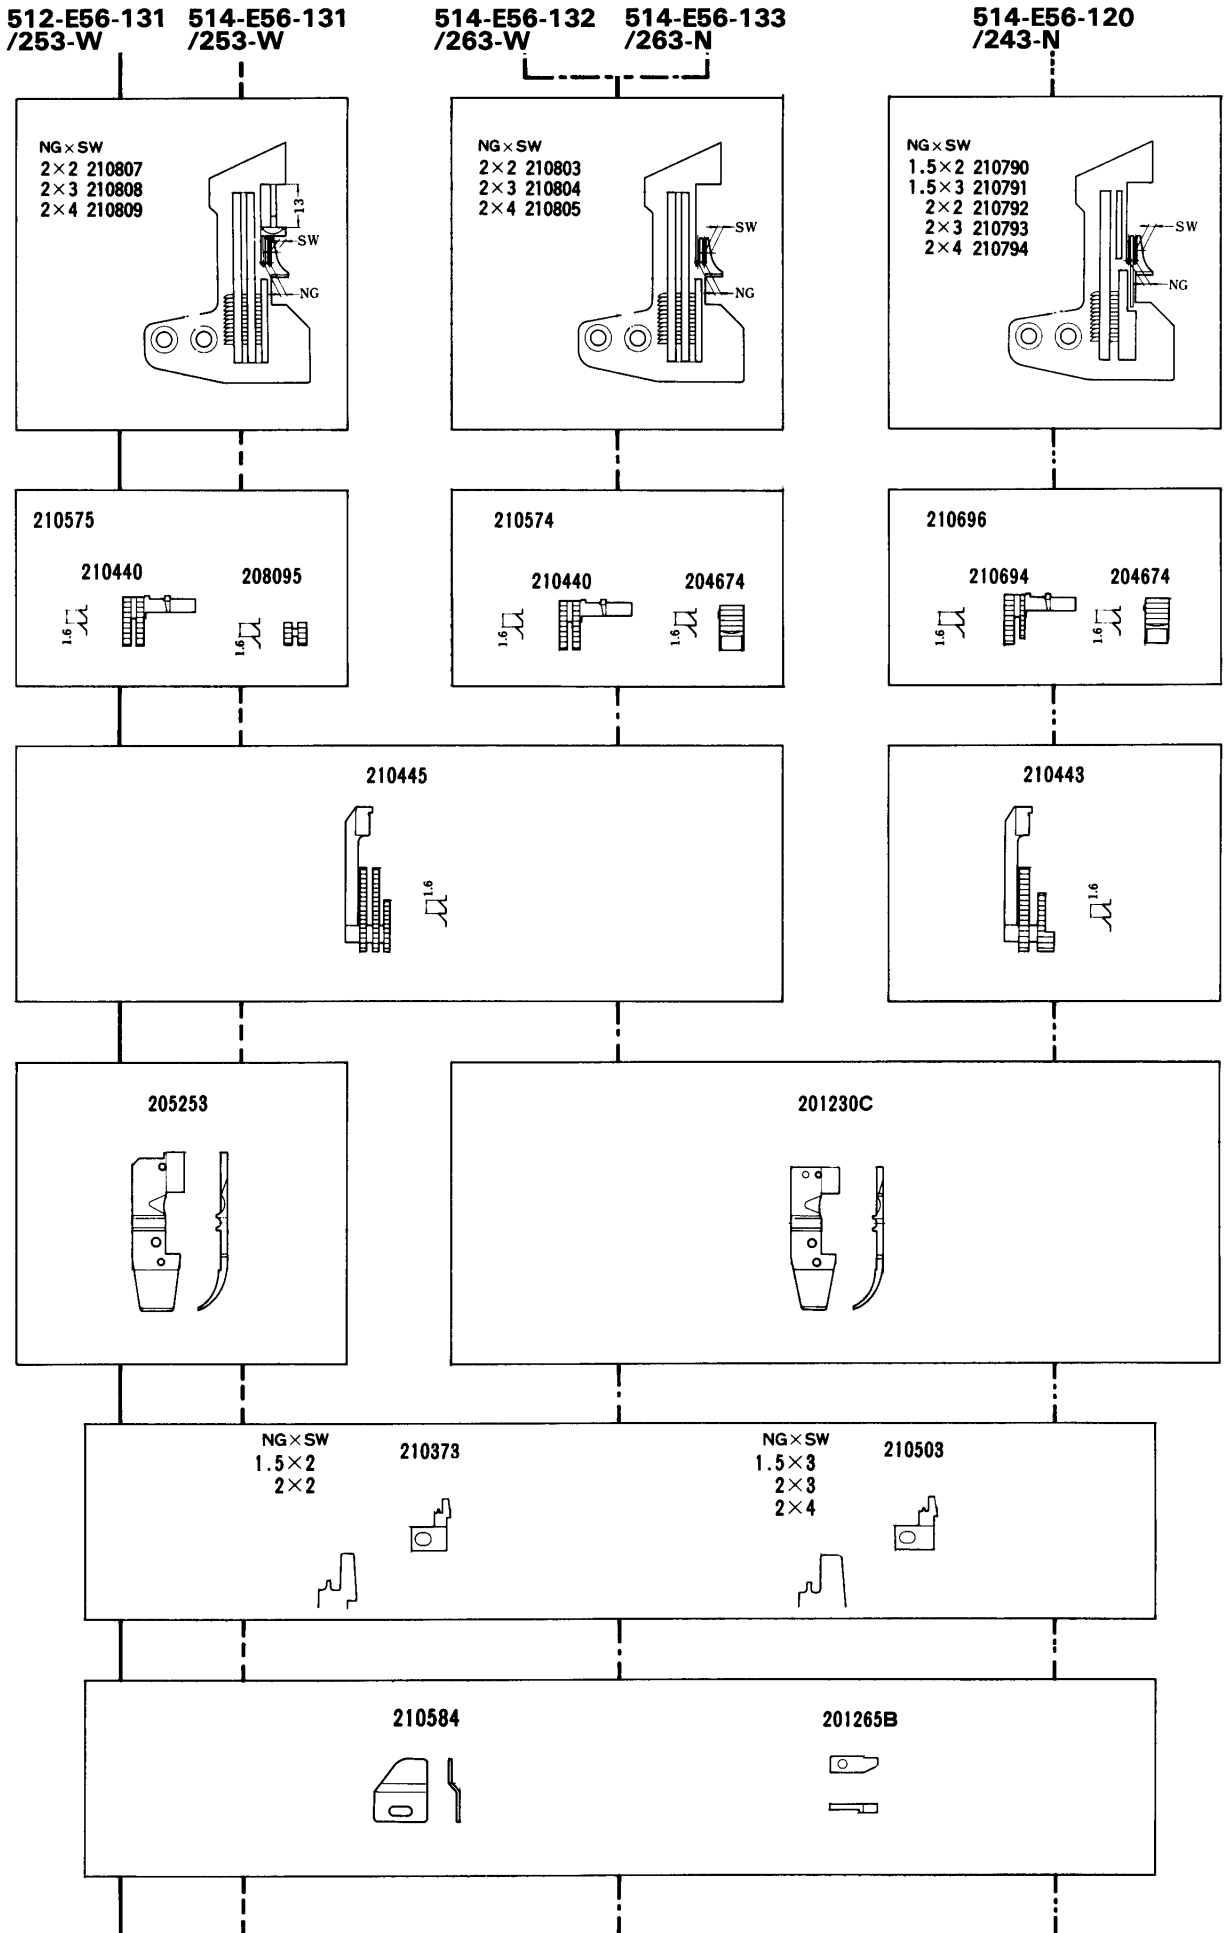 512-E56-131
/253-W
514-E56-131
/253-W
514-E56-132
/263-W
514-E56-133
/263-N
514-E56-120
/243-N
NG×SW
2×2 210807
2×3 210808
2×4 210809
13
SW
NG
NG×SW
2×2 210803
2×3 210804
2×4 210805
SW
NG
NG×SW
1.5×2 210790
1.5×3 210791
2×2 210792
2×3 210793
2×4 210794
SW
NG
210575
210440
208095
1.6
1.6
210574
210440
204674
1.6
1.6
210696
210694
204674
1.6
1.6
210445
1.6
210443
1.6
205253
201230C
NG×SW
1.5×2
2×2
210373
NG×SW
1.5×3
2×3
2×4
210503
210584
201265B